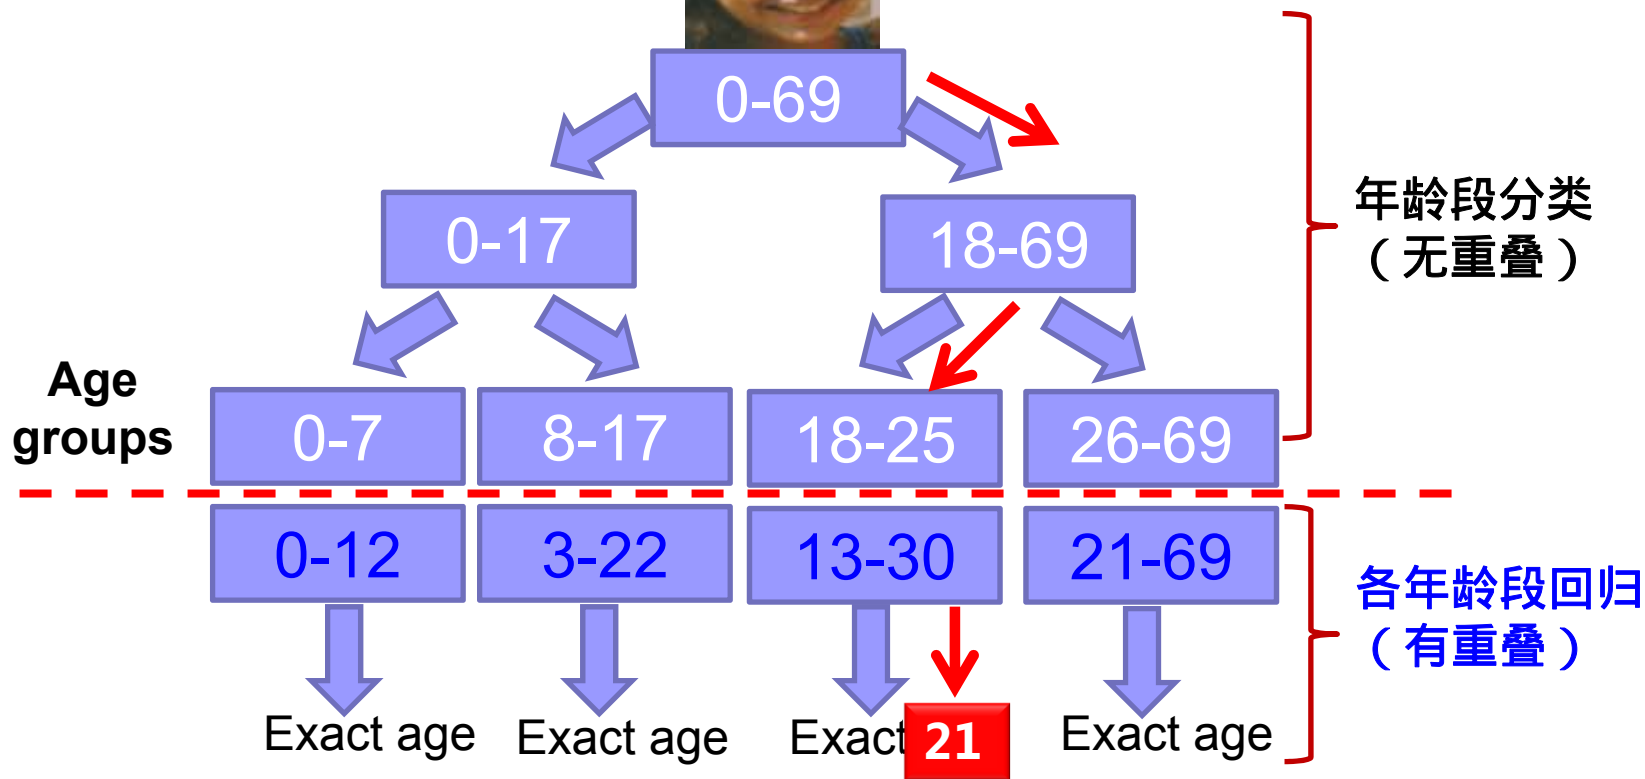 0-69
年龄段分类
（无重叠）
0-17
18-69
Age
groups
0-7
8-17
18-25
26-69
0-12
3-22
13-30
21-69
各年龄段回归
（有重叠）
Exact age
Exact age
Exact
21
Exact age